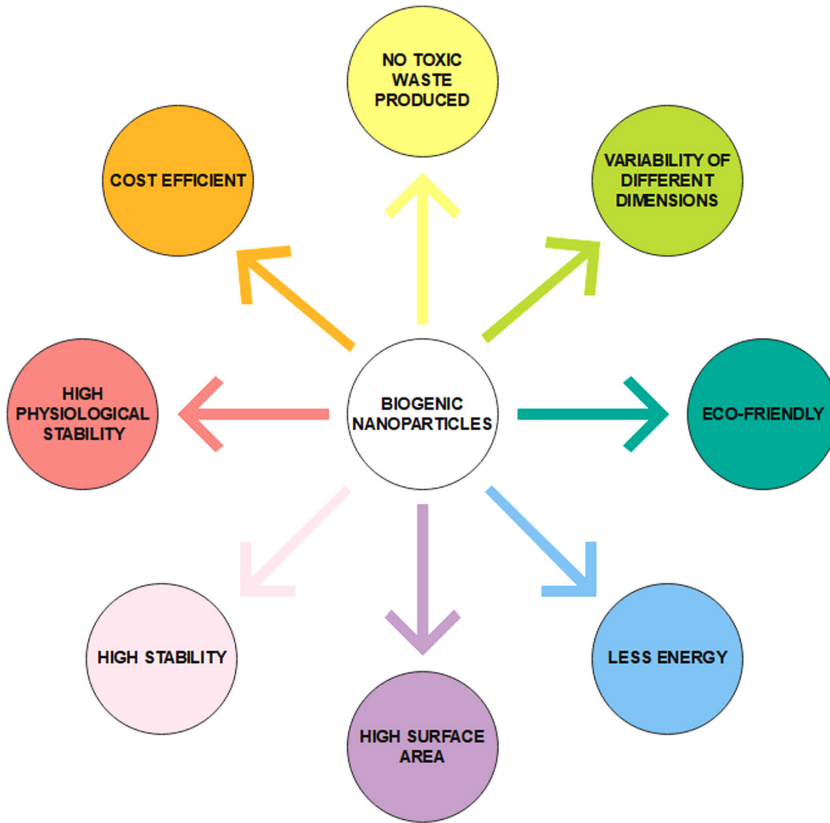 NO TOXIC
WASTE
PRODUCED
COST EFFICIENT
VARIABILITY OF
DIFFERENT
DIMENSIONS
HIGH
PHYSIOLOGICAL
STABILITY
BIOGENIC
NANOPARTICLES
ECO-FRIENDLY
HIGH STABILITY
LESS ENERGY
HIGH SURFACE
AREA